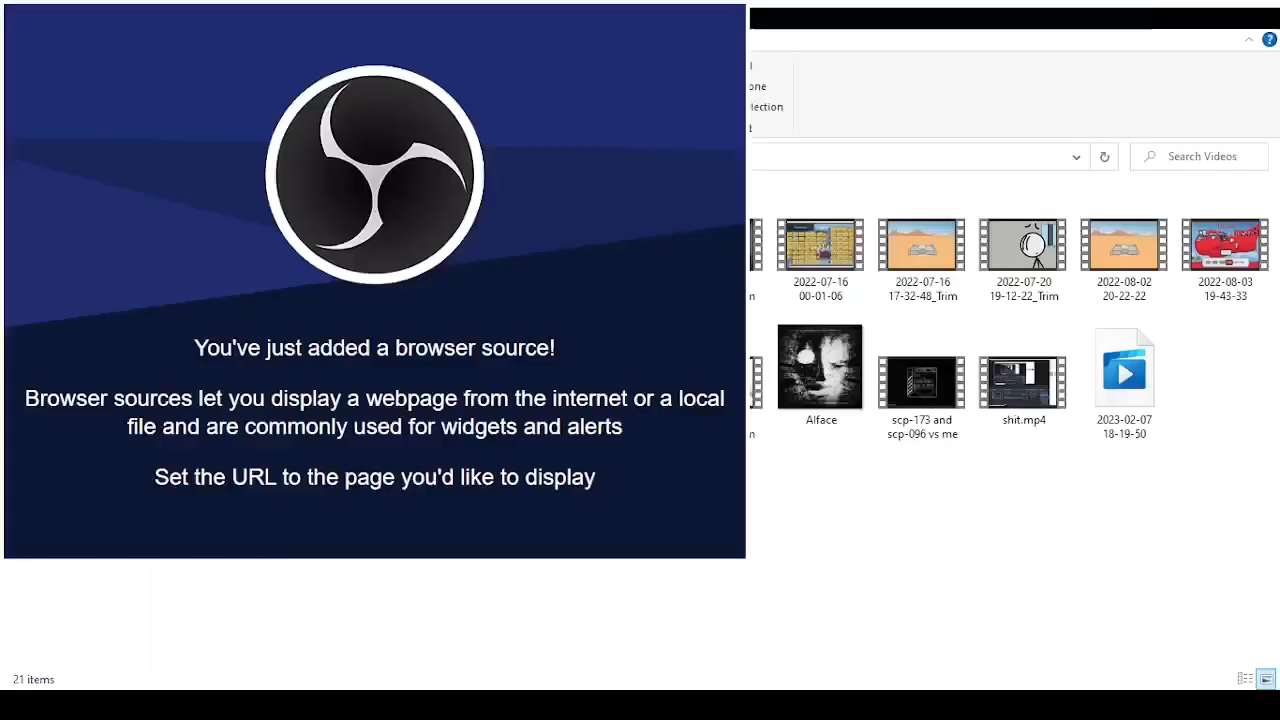 You've just added a browser source!
Browser sources let you display a webpage from the internet or a local
file and are commonly used for widgets and alerts
Set the URL to the page you'd like to display
one
lection
Search Videos
2022-07-16
00-01-06
2022-07-16
17-32-48_Trim
2022-07-20
19-12-22_Trim
2022-08-02
20-22-22
2022-08-03
19-43-33
Alface
scp-173 and
scp-096 vs me
shit.mp4
2023-02-07
18-19-50
21 items